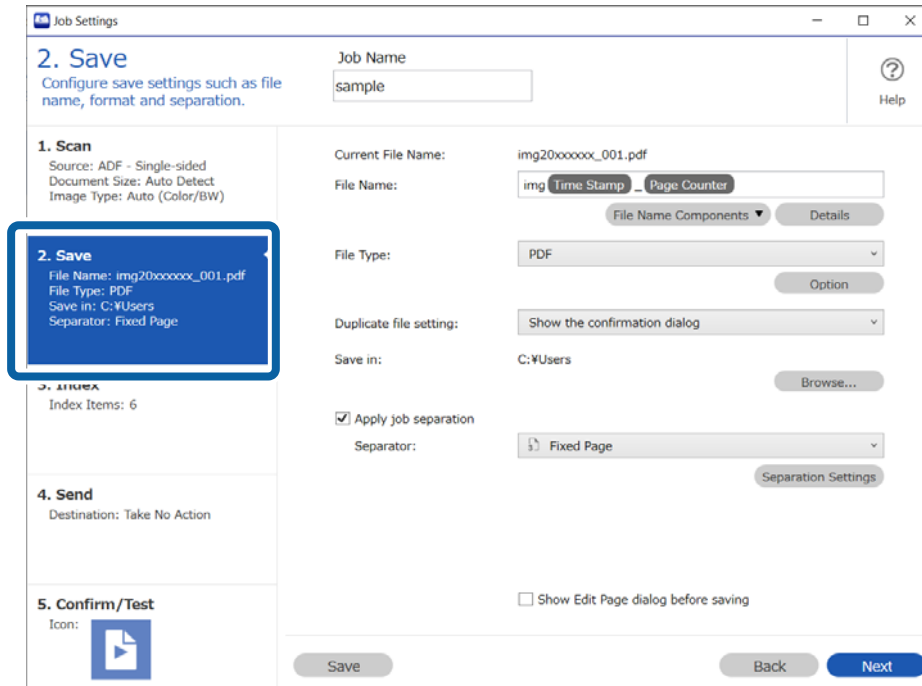 Job Settings
2. Save
Configure save settings such as file
name, format and separation.
Job Name
sample
Help
1. Scan
Source: ADF - Single-sided
Document Size: Auto Detect
Image Type: Auto (Color/BW)
2. Save
File Name: img20xxxxxx_001.pdf
File Type: PDF
Save in: C:¥Users
Separator: Fixed Page
3. Index
Index Items: 6
4. Send
Destination: Take No Action
5. Confirm/Test
Icon:
Current File Name: img20xxxxxx_001.pdf
File Name: img Time Stamp _ Page Counter
File Name Components ▼ Details
File Type: PDF
Option
Duplicate file setting: Show the confirmation dialog
Save in: C:¥Users
Browse...
Apply job separation
Separator: Fixed Page
Separation Settings
Show Edit Page dialog before saving
Save Back Next